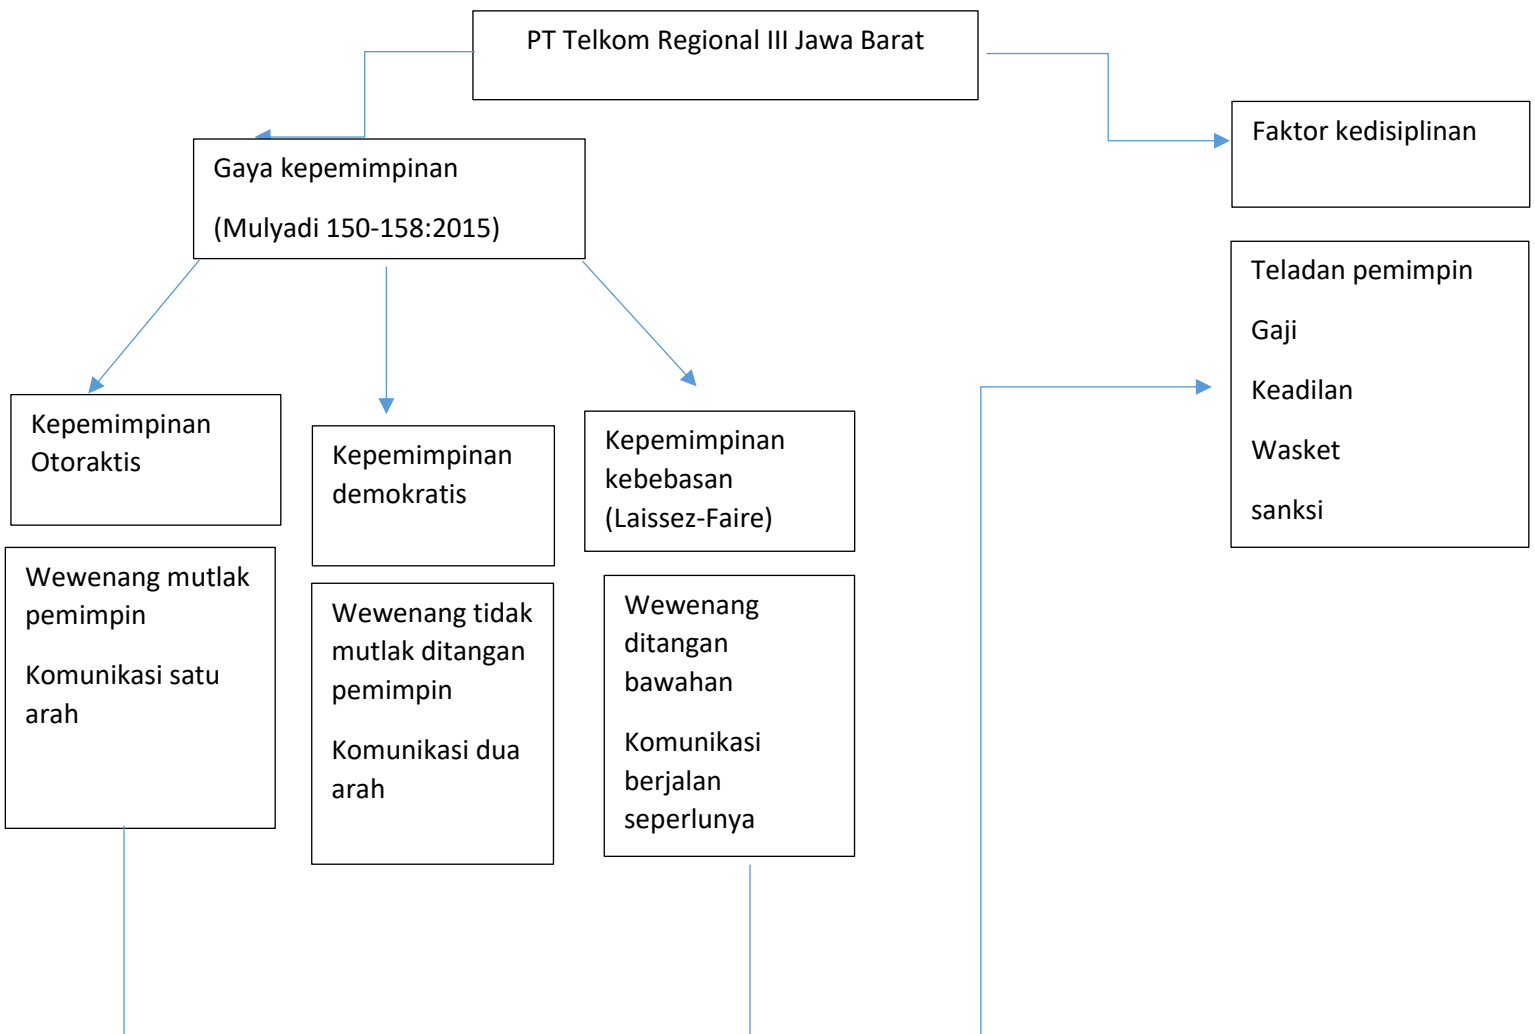 PT Telkom Regional III Jawa Barat
Faktor kedisiplinan
Gaya kepemimpinan
(Mulyadi 150-158:2015)
Teladan pemimpin
Gaji
Keadilan
Wasket
sanksi
Kepemimpinan
Otoraktis
Kepemimpinan
demokratis
Kepemimpinan
kebebasan
(Laissez-Faire)
Wewenang mutlak
pemimpin
Komunikasi satu
arah
Wewenang tidak
mutlak ditangan
pemimpin
Komunikasi dua
arah
Wewenang
ditangan
bawahan
Komunikasi
berjalan
seperlunya